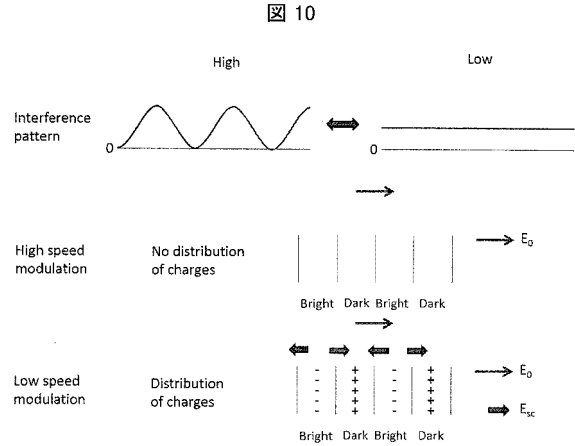 図 10
High
Low
Interference
pattern
0
0
High speed
modulation
No distribution
of charges
E0
Bright Dark Bright Dark
Low speed
modulation
Distribution
of charges
- + - +
- + - +
- + - +
- + - +
- + - +
E0
Esc
Bright Dark Bright Dark